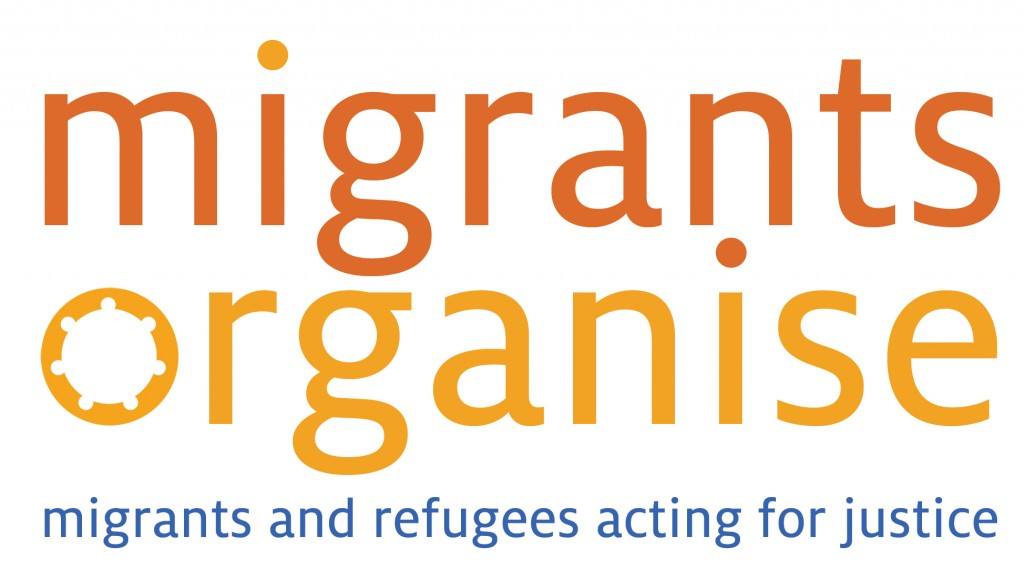 migrants
organise
migrants and refugees acting for justice